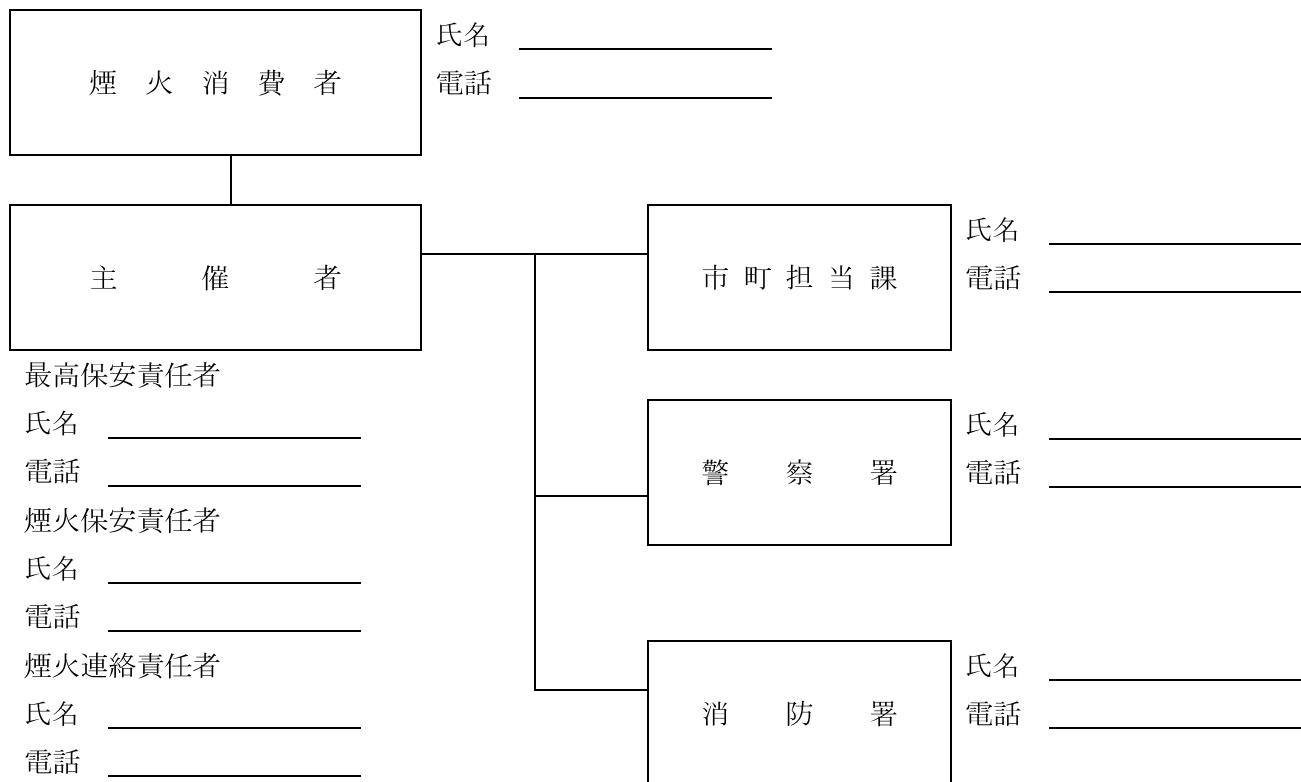 煙火消費者
氏名
電話
主催者
最高保安責任者
氏名
電話
煙火保安責任者
氏名
電話
煙火連絡責任者
氏名
電話
市町担当課
氏名
電話
警察署
氏名
電話
消防署
氏名
電話